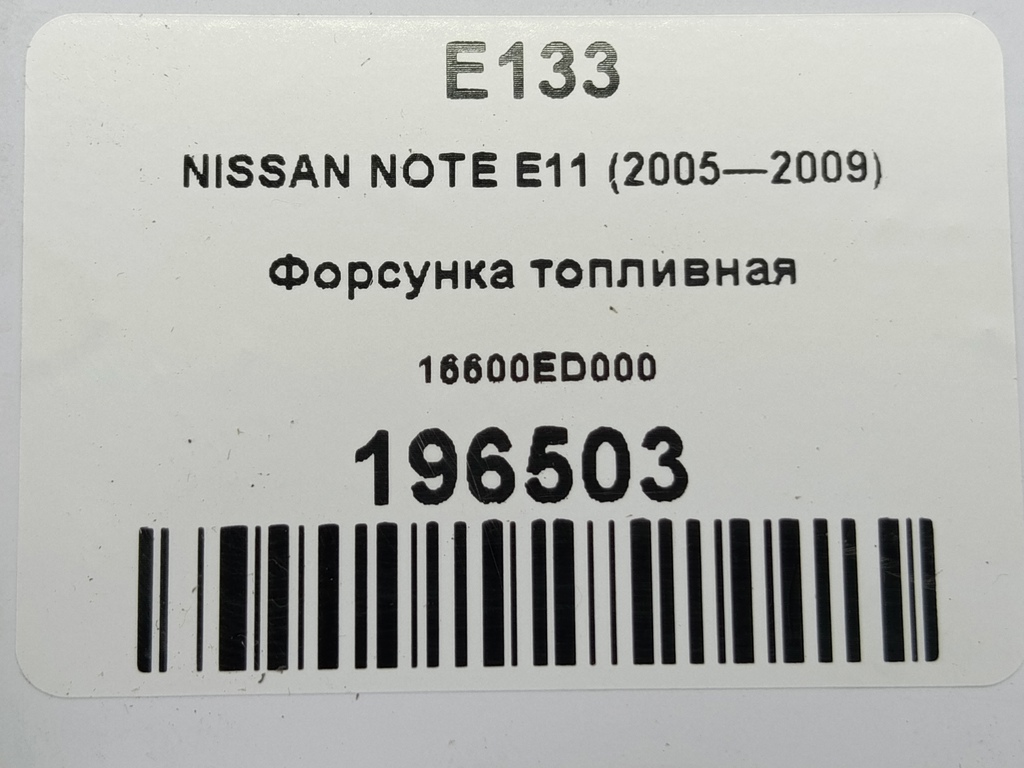 E133
NISSAN NOTE E11 (2005—2009)
Форсунка топливная
16600ED000
196503